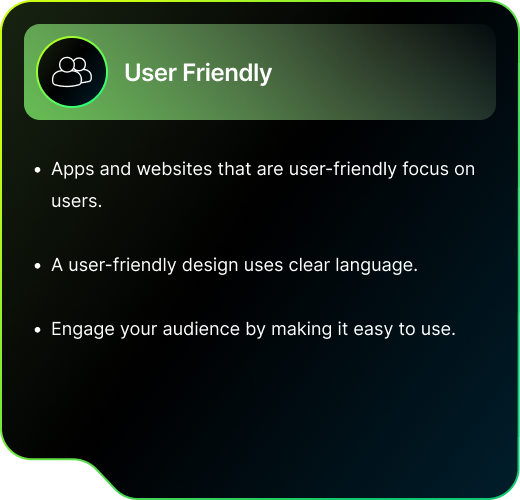 User Friendly
• Apps and websites that are user-friendly focus on
users.
• A user-friendly design uses clear language.
• Engage your audience by making it easy to use.